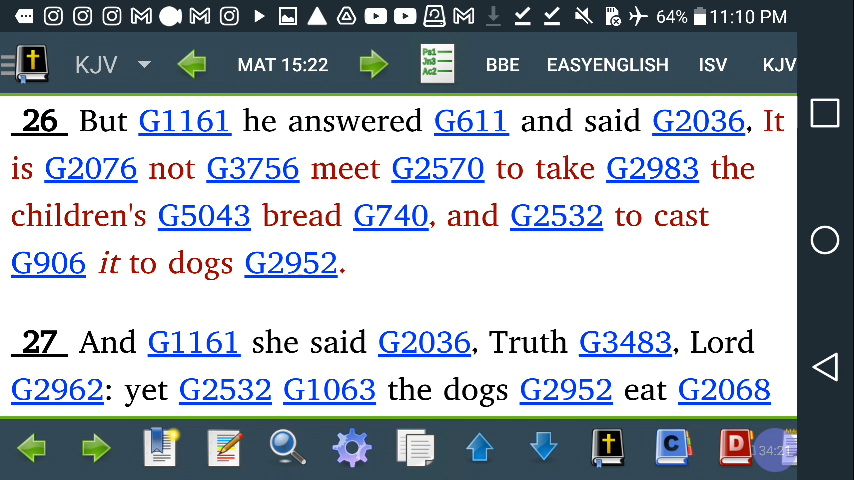 64% 11:10 PM
KJV MAT 15:22 Ps1 Jn3 Ac2 BBE EASYENGLISH ISV KJV
26 But G1161 he answered G611 and said G2036, It
is G2076 not G3756 meet G2570 to take G2983 the
children's G5043 bread G740, and G2532 to cast
G906 it to dogs G2952.
27 And G1161 she said G2036, Truth G3483, Lord
G2962: yet G2532 G1063 the dogs G2952 eat G2068
C D 34:21